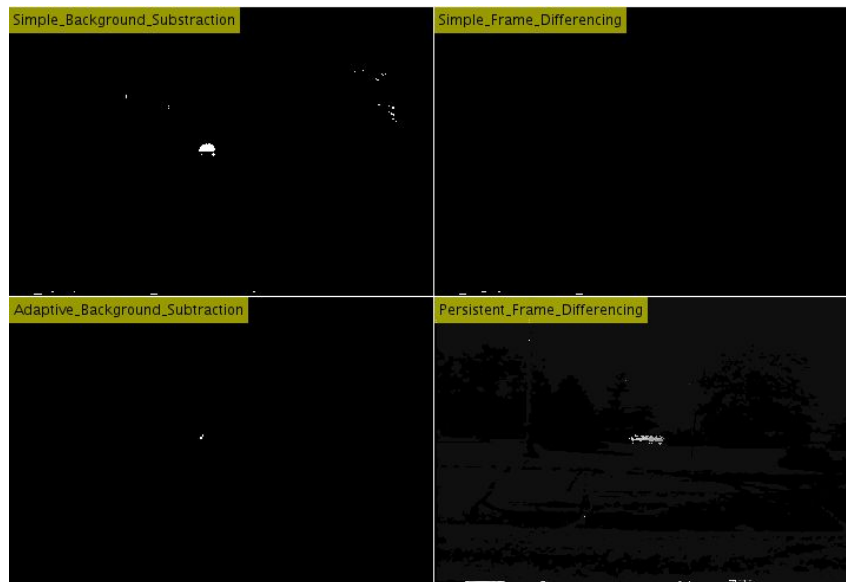 Simple_Background_Substraction
Simple_Frame_Differencing
Adaptive_Background_Subtraction
Persistent_Frame_Differencing